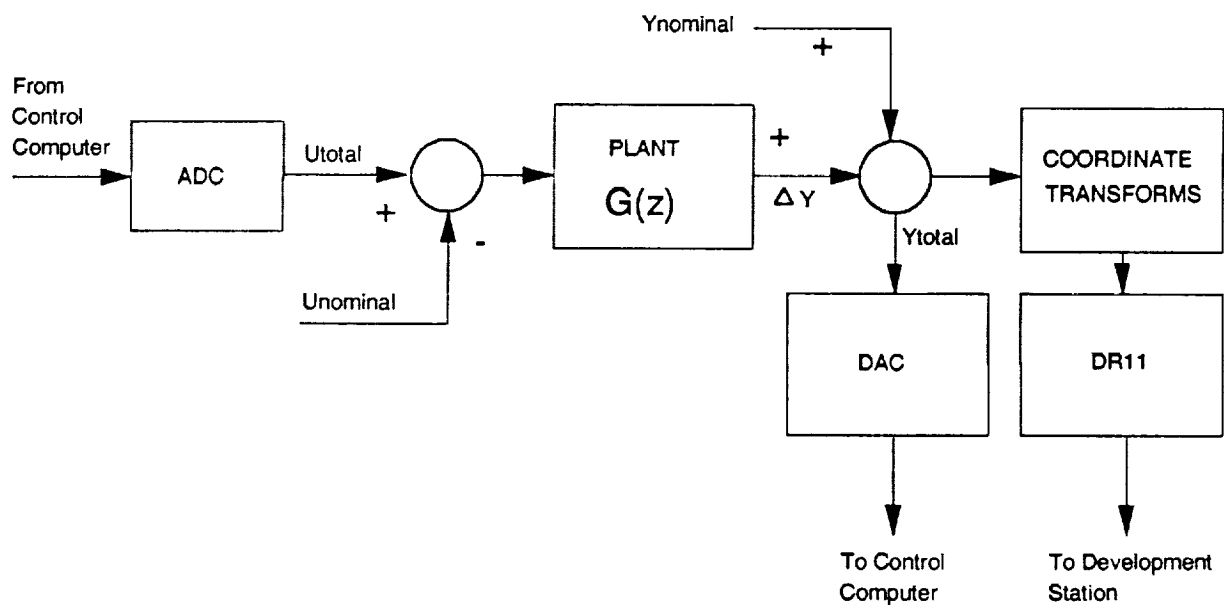 Ynominal
+
From
Control
Computer
ADC
Utotal
+
-
Unominal
PLANT
G(z)
+
Δ Y
Ytotal
COORDINATE
TRANSFORMS
DAC
DR11
To Control
Computer
To Development
Station